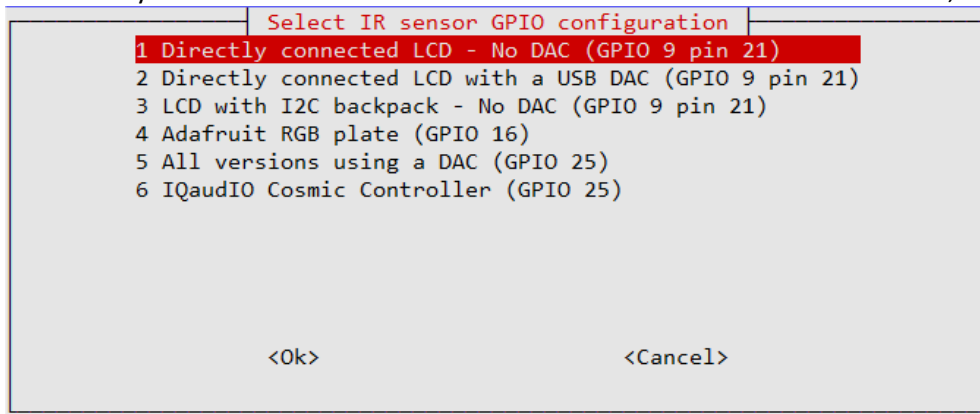 Select IR sensor GPIO configuration
1 Directly connected LCD - No DAC (GPIO 9 pin 21)
2 Directly connected LCD with a USB DAC (GPIO 9 pin 21)
3 LCD with I2C backpack - No DAC (GPIO 9 pin 21)
4 Adafruit RGB plate (GPIO 16)
5 All versions using a DAC (GPIO 25)
6 IQaudIO Cosmic Controller (GPIO 25)
<Ok> <Cancel>